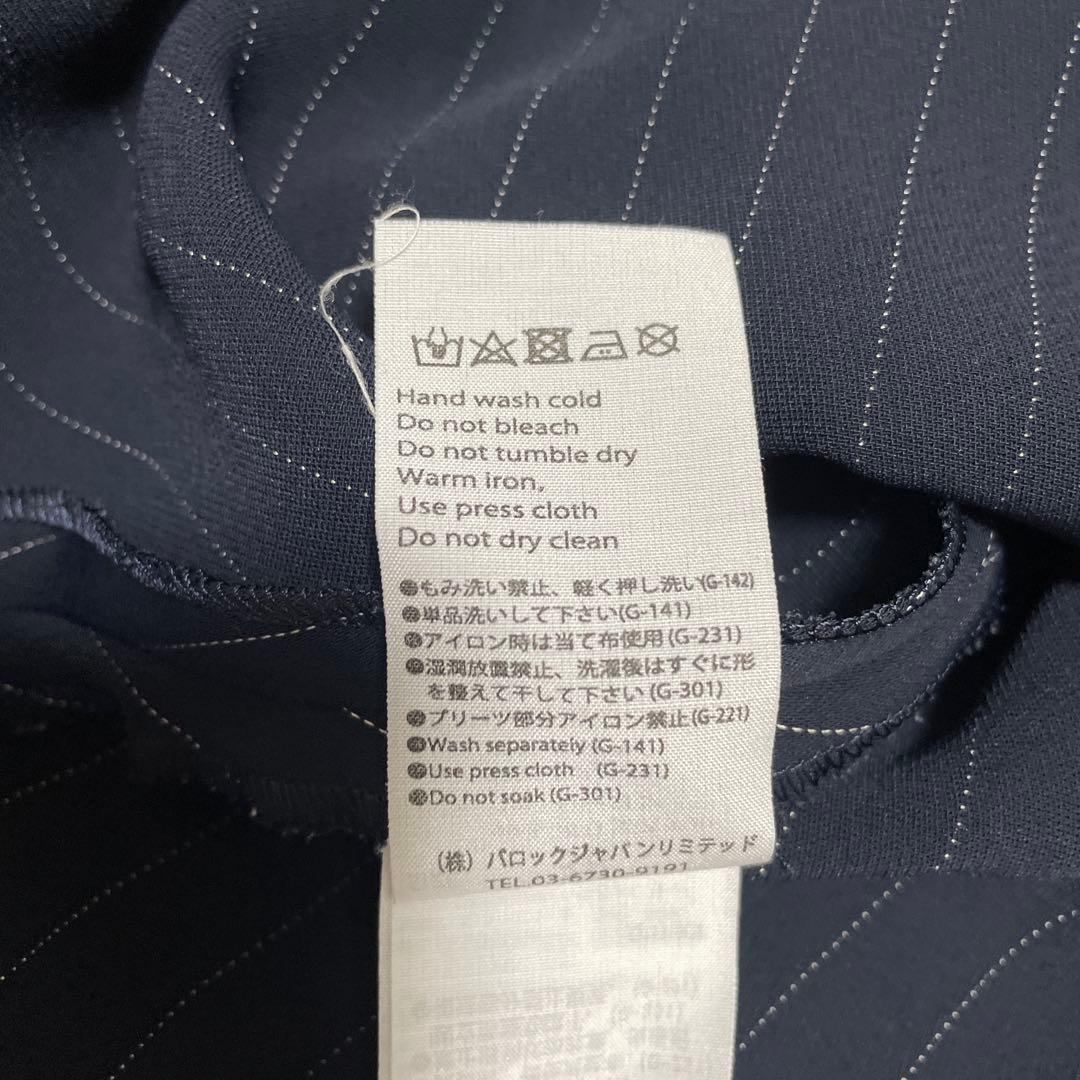 Hand wash cold
Do not bleach
Do not tumble dry
Warm iron,
Use press cloth
Do not dry clean
●もみ洗い禁止、軽く押し洗い(G-142)
●単品洗いして下さい(G-141)
●アイロン時は当て布使用(G-231)
●湿潤放置禁止、洗濯後はすぐに形
を整えて干して下さい(G-301)
●プリーツ部分アイロン禁止(G-221)
●Wash separately (G-141)
●Use press cloth (G-231)
●Do not soak (G-301)
(株) バロックジャパンリミテッド
TEL.03-6730-9191